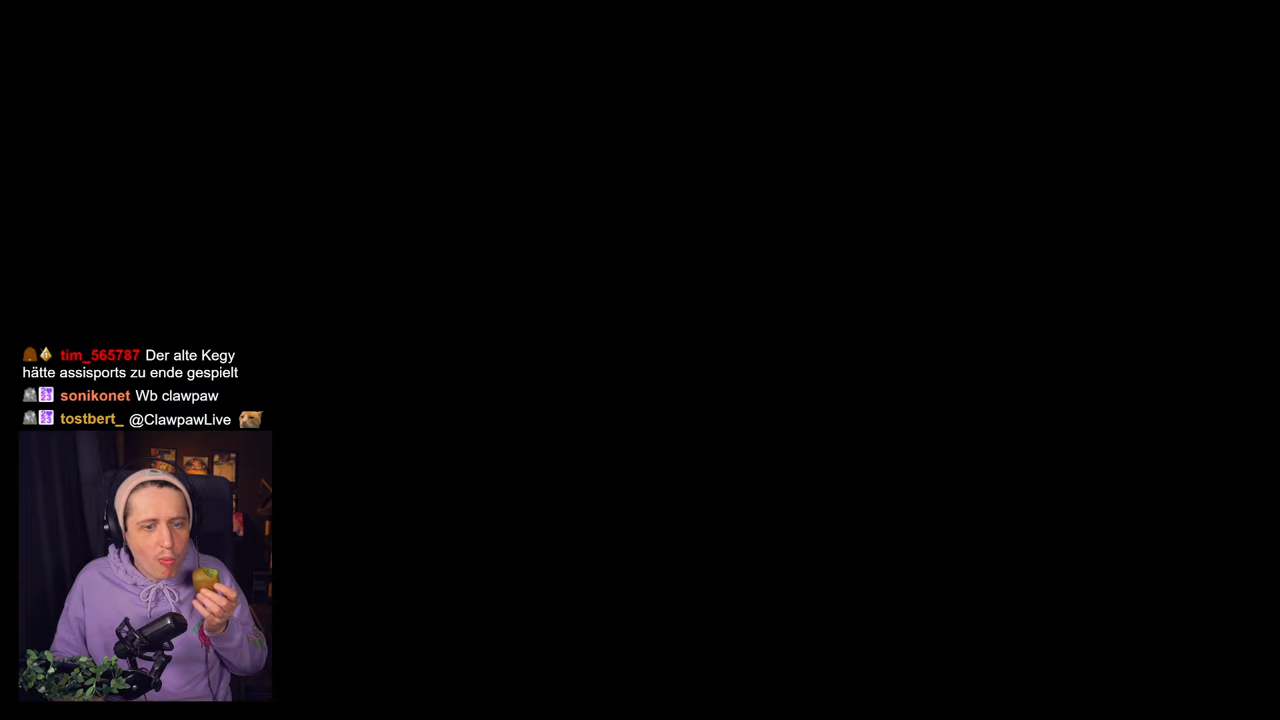 tim_565787 Der alte Kegy
hätte assisports zu ende gespielt
sonikonet Wb clawpaw
tostbert_ @ClawpawLive